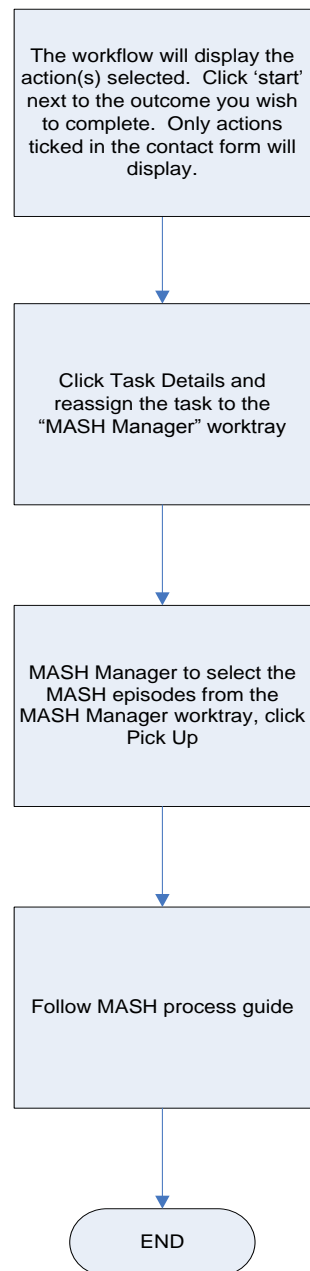 The workflow will display the
action(s) selected.  Click ‘start’
next to the outcome you wish
to complete.  Only actions
ticked in the contact form will
display.
Click Task Details and
reassign the task to the
“MASH Manager” worktray
MASH Manager to select the
MASH episodes from the
MASH Manager worktray, click
Pick Up
Follow MASH process guide
END